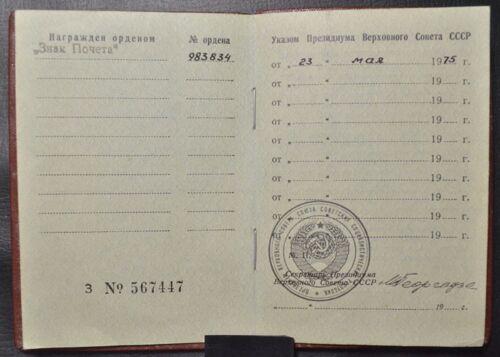 Награжден орденом
№ ордена
"Знак Почета"
983834
З № 567447
Указом Президиума Верховного Совета СССР
от „ 23 " мая 1975 г.
от „ " 19 г.
от „ " 19 г.
от „ " 19 г.
от „ " 19 г.
от „ " 19 г.
от „ " 19 г.
от „ " 19 г.
от „ " 19 г.
от „ " 19 г.
Секретарь Президиума
Верховного Совета СССР
19 г.